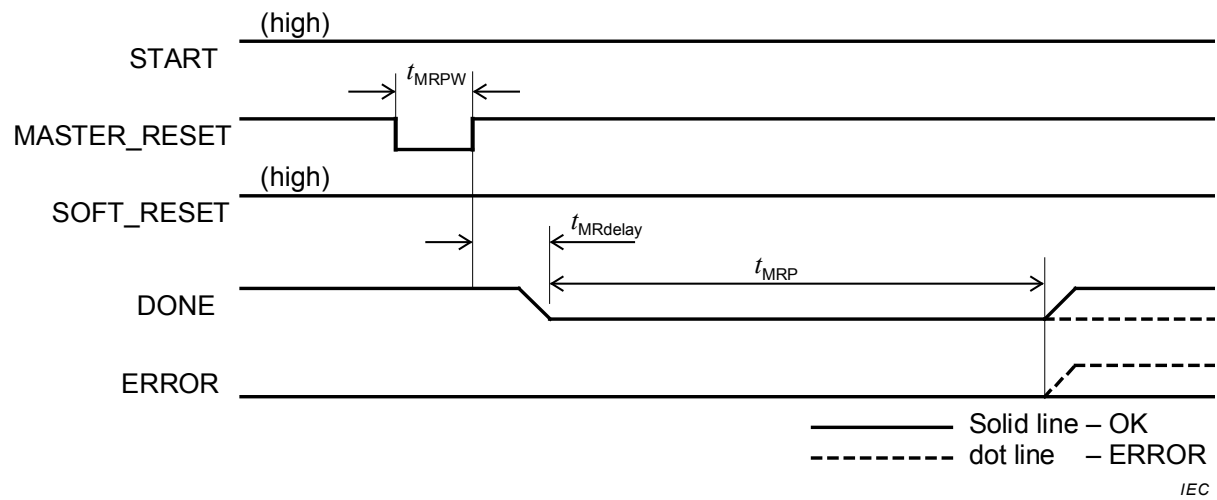 (high)
START
tMRPW
MASTER_RESET
(high)
SOFT_RESET
tMRdelay
tMRP
DONE
ERROR
Solid line – OK
dot line – ERROR
IEC